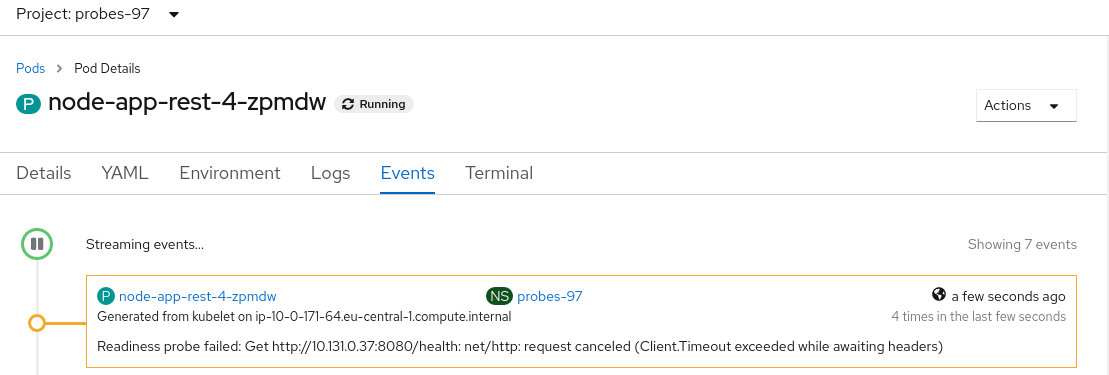 Project: probes-97
Pods > Pod Details
P node-app-rest-4-zpmdw Running
Actions
Details YAML Environment Logs Events Terminal
Streaming events... Showing 7 events
P node-app-rest-4-zpmdw NS probes-97 a few seconds ago
Generated from kubelet on ip-10-0-171-64.eu-central-1.compute.internal 4 times in the last few seconds
Readiness probe failed: Get http://10.131.0.37:8080/health: net/http: request canceled (Client.Timeout exceeded while awaiting headers)